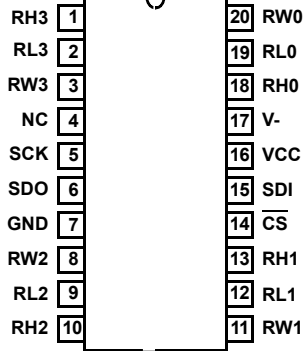 RH3 1 20 RW0
RL3 2 19 RL0
RW3 3 18 RH0
NC 4 17 V-
SCK 5 16 VCC
SDO 6 15 SDI
GND 7 14 C̅S̅
RW2 8 13 RH1
RL2 9 12 RL1
RH2 10 11 RW1